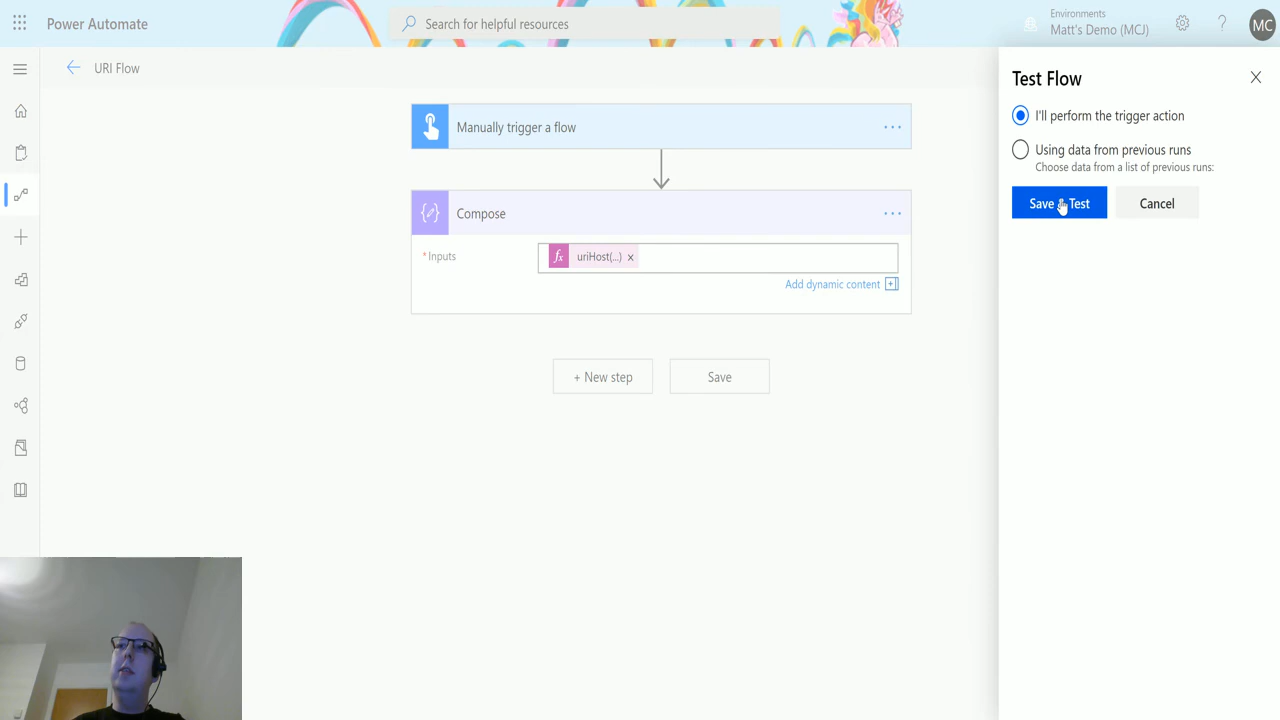 Power Automate
Search for helpful resources
Environments
Matt's Demo (MCJ)
?
MC
URI Flow
Manually trigger a flow
...
Compose
...
* Inputs
fx uriHost(...) x
Add dynamic content +
+ New step
Save
Test Flow
I'll perform the trigger action
Using data from previous runs
Choose data from a list of previous runs:
Save & Test
Cancel